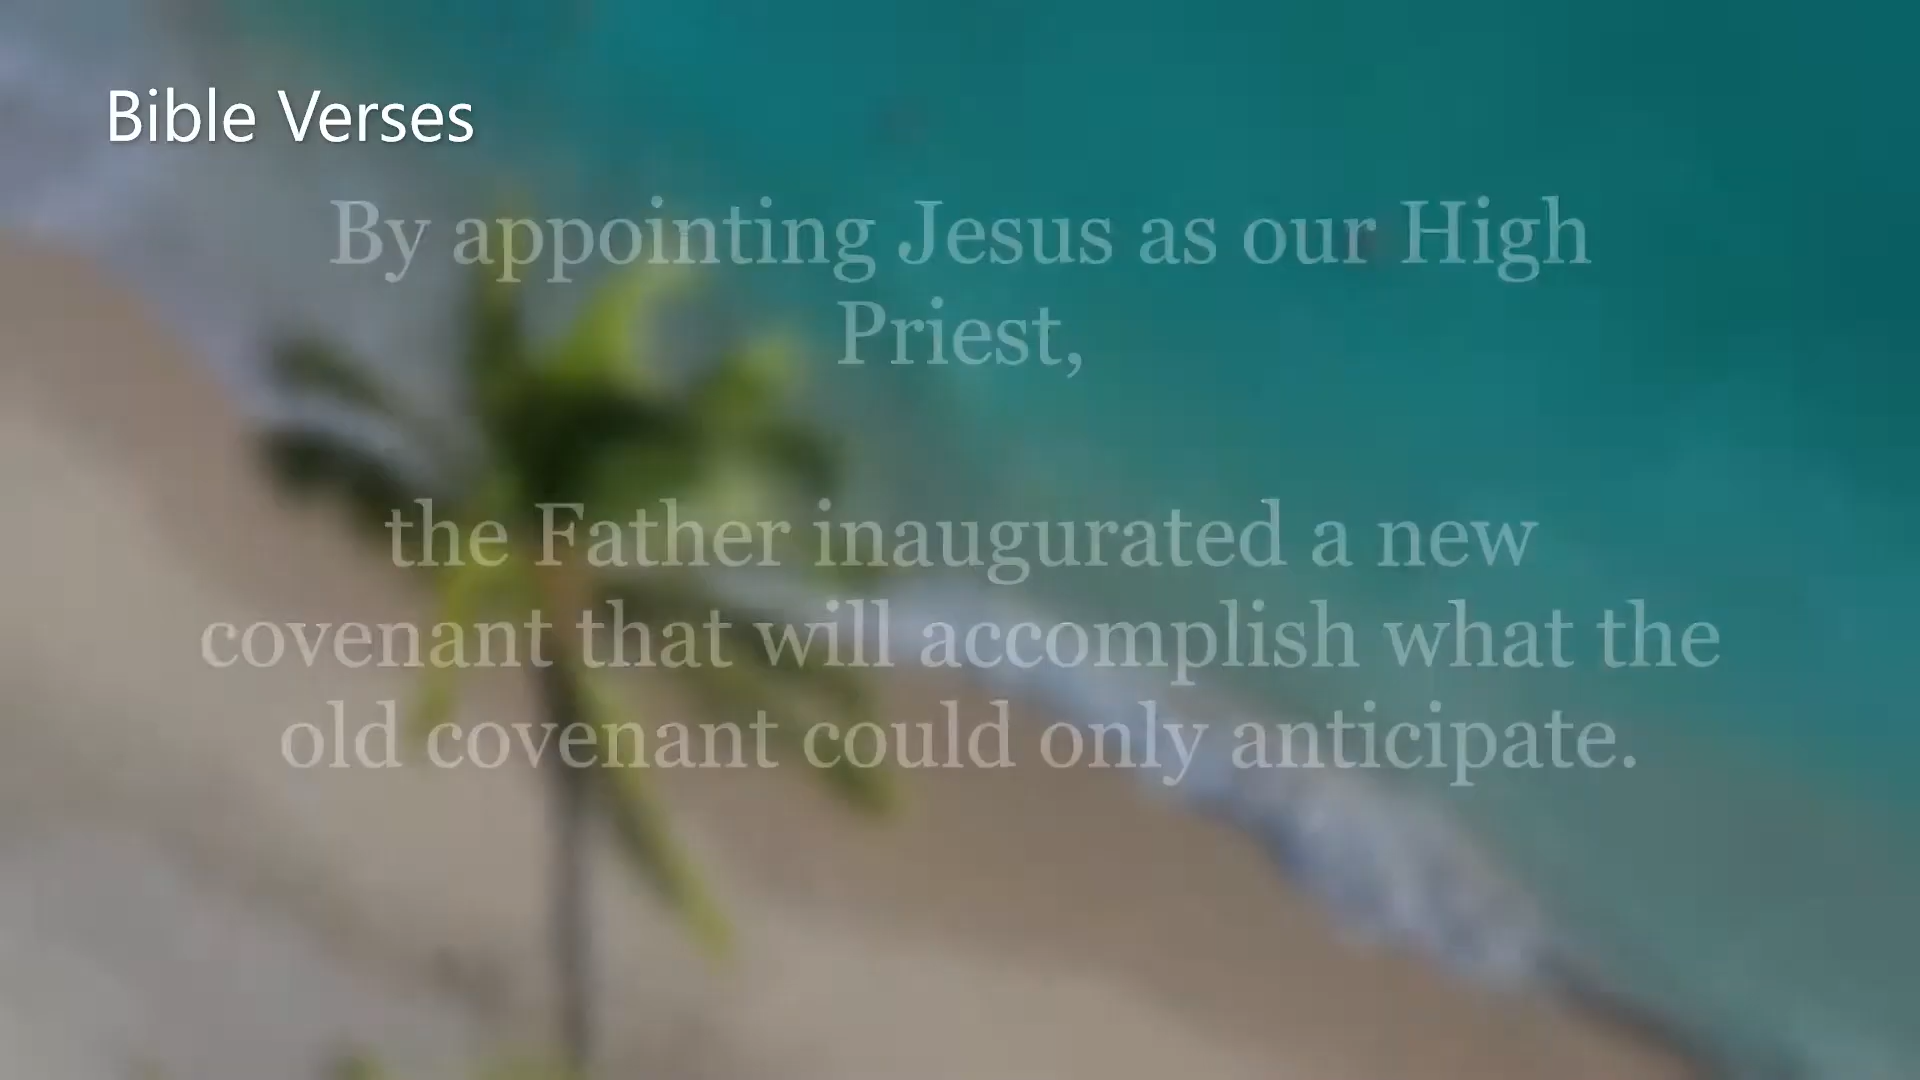 Bible Verses
By appointing Jesus as our High
Priest,
the Father inaugurated a new
covenant that will accomplish what the
old covenant could only anticipate.